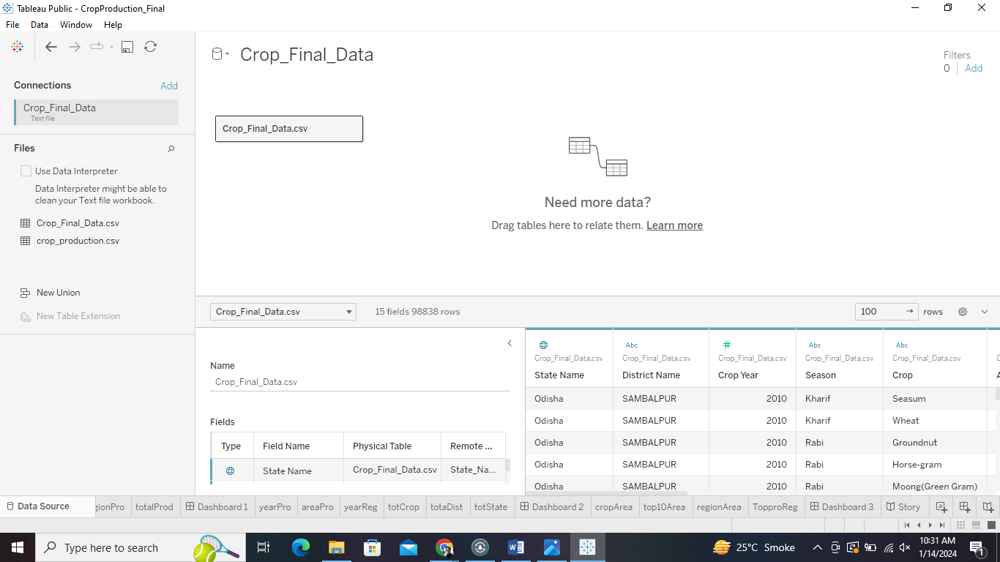 Tableau Public - CropProduction_Final
File Data Window Help
Connections Add
Crop_Final_Data
Text file
Files
Use Data Interpreter
Data Interpreter might be able to
clean your Text file workbook.
Crop_Final_Data.csv
crop_production.csv
New Union
New Table Extension
Crop_Final_Data
Filters
0 Add
Crop_Final_Data.csv
Need more data?
Drag tables here to relate them. Learn more
Crop_Final_Data.csv 15 fields 98838 rows 100 rows
Name
Crop_Final_Data.csv
Fields
Type Field Name Physical Table Remote ...
State Name Crop_Final_Data.csv State_Na...
Abc # Abc Abc
Crop_Final_Data.csv Crop_Final_Data.csv Crop_Final_Data.csv Crop_Final_Data.csv Crop_Final_Data.csv
State Name District Name Crop Year Season Crop
Odisha SAMBALPUR 2010 Kharif Seasum
Odisha SAMBALPUR 2010 Kharif Wheat
Odisha SAMBALPUR 2010 Rabi Groundnut
Odisha SAMBALPUR 2010 Rabi Horse-gram
Odisha SAMBALPUR 2010 Rabi Moong(Green Gram)
Data Source gionPro totalProd Dashboard 1 yearPro areaPro yearReg totCrop totaDist totState Dashboard 2 cropArea top10Area regionArea TopproReg Dashboard 3 Story
Type here to search 25°C Smoke 10:31 AM
1/14/2024 1